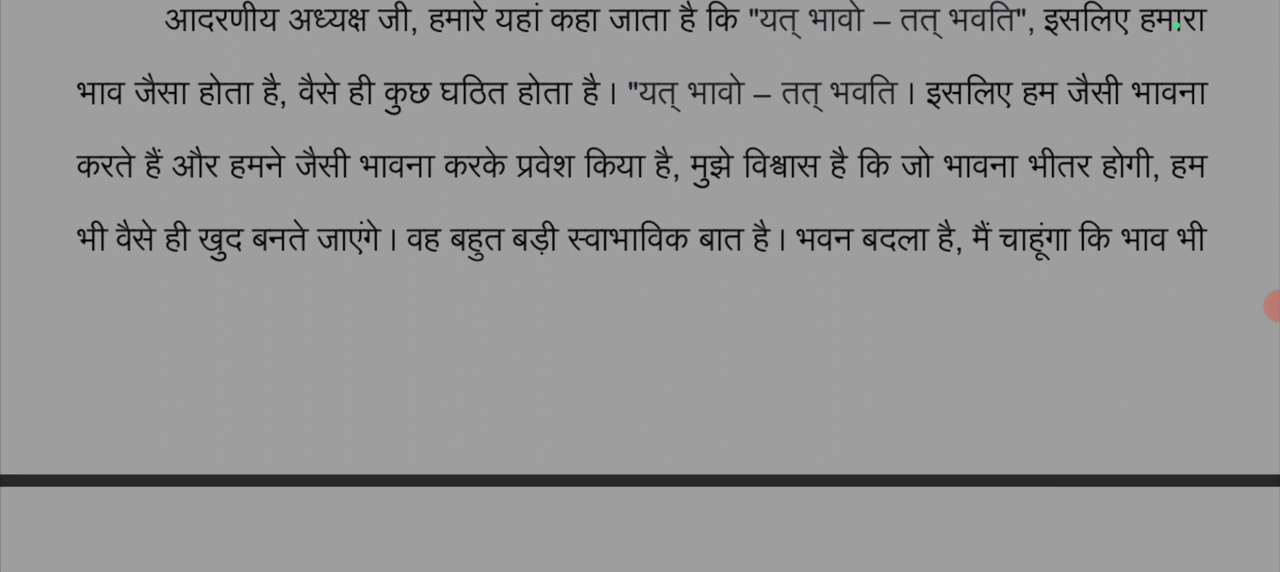 आदरणीय अध्यक्ष जी, हमारे यहां कहा जाता है कि "यत् भावो – तत् भवति", इसलिए हमारा
भाव जैसा होता है, वैसे ही कुछ घठित होता है। "यत् भावो – तत् भवति। इसलिए हम जैसी भावना
करते हैं और हमने जैसी भावना करके प्रवेश किया है, मुझे विश्वास है कि जो भावना भीतर होगी, हम
भी वैसे ही खुद बनते जाएंगे। वह बहुत बड़ी स्वाभाविक बात है। भवन बदला है, मैं चाहूंगा कि भाव भी